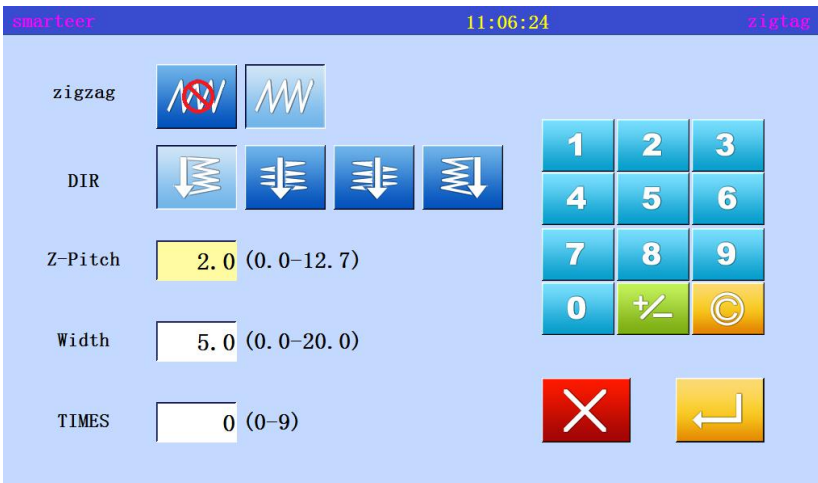 smarteer 11:06:24 zigtag
zigzag
DIR
Z-Pitch 2.0 (0.0-12.7)
Width 5.0 (0.0-20.0)
TIMES 0 (0-9)
1 2 3
4 5 6
7 8 9
0 +/- ©